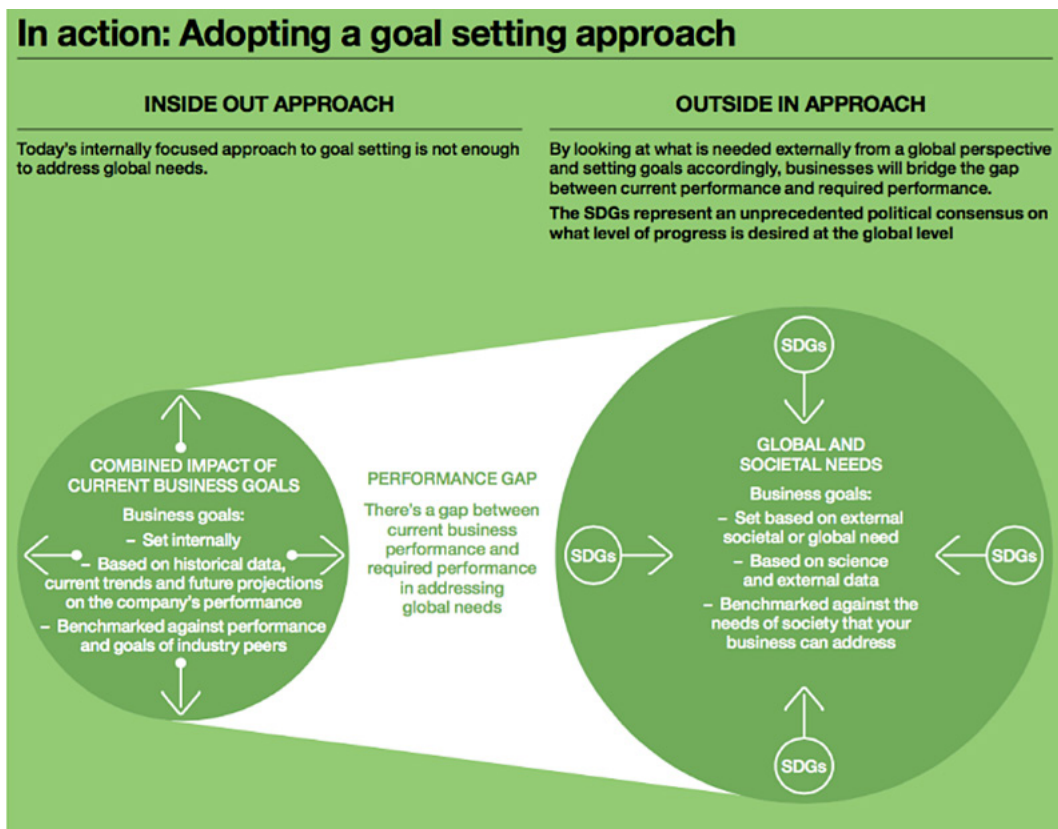 In action: Adopting a goal setting approach
INSIDE OUT APPROACH
Today's internally focused approach to goal setting is not enough
to address global needs.
OUTSIDE IN APPROACH
By looking at what is needed externally from a global perspective
and setting goals accordingly, businesses will bridge the gap
between current performance and required performance.
The SDGs represent an unprecedented political consensus on
what level of progress is desired at the global level
COMBINED IMPACT OF
CURRENT BUSINESS GOALS
Business goals:
– Set internally
– Based on historical data,
current trends and future projections
on the company's performance
– Benchmarked against performance
and goals of industry peers
PERFORMANCE GAP
There's a gap between
current business
performance and
required performance
in addressing
global needs
SDGs
GLOBAL AND
SOCIETAL NEEDS
Business goals:
– Set based on external
societal or global need
– Based on science
and external data
– Benchmarked against the
needs of society that your
business can address
SDGs
SDGs
SDGs